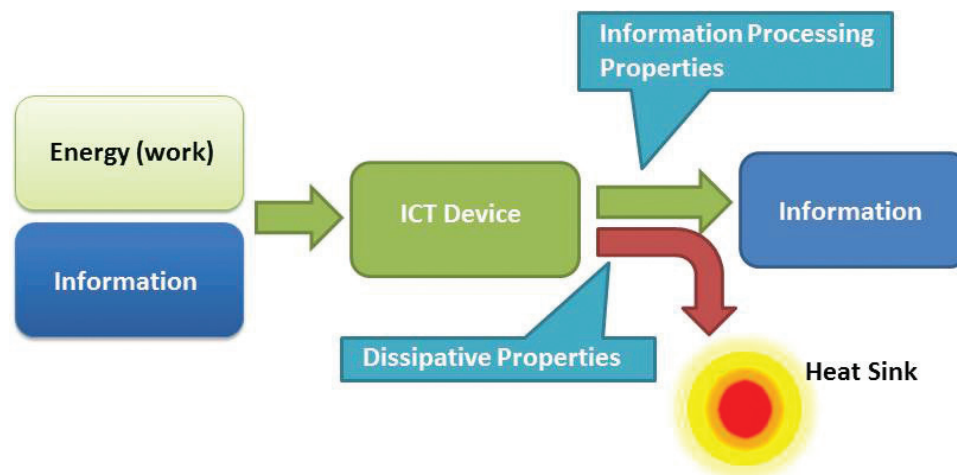 Information Processing
Properties
Energy (work)
ICT Device
Information
Information
Dissipative Properties
Heat Sink